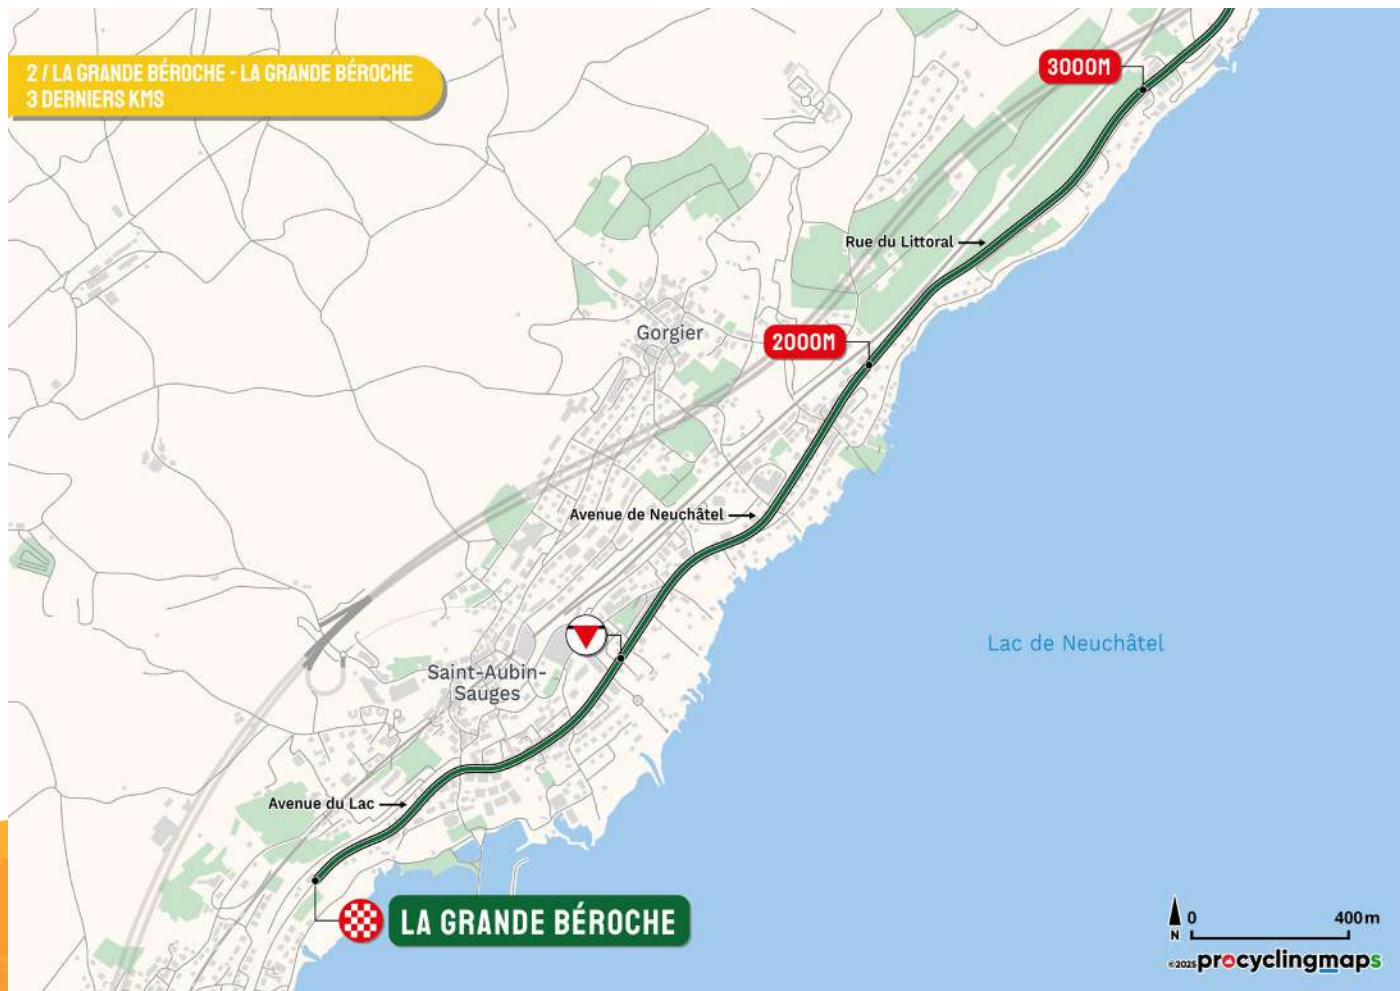 2 / LA GRANDE BÉROCHE - LA GRANDE BÉROCHE
3 DERNIERS KMS
3000M
Rue du Littoral
Gorgier
2000M
Avenue de Neuchâtel
Lac de Neuchâtel
Saint-Aubin-
Sauges
Avenue du Lac
LA GRANDE BÉROCHE
0 400m
N
©2025 procyclingmaps